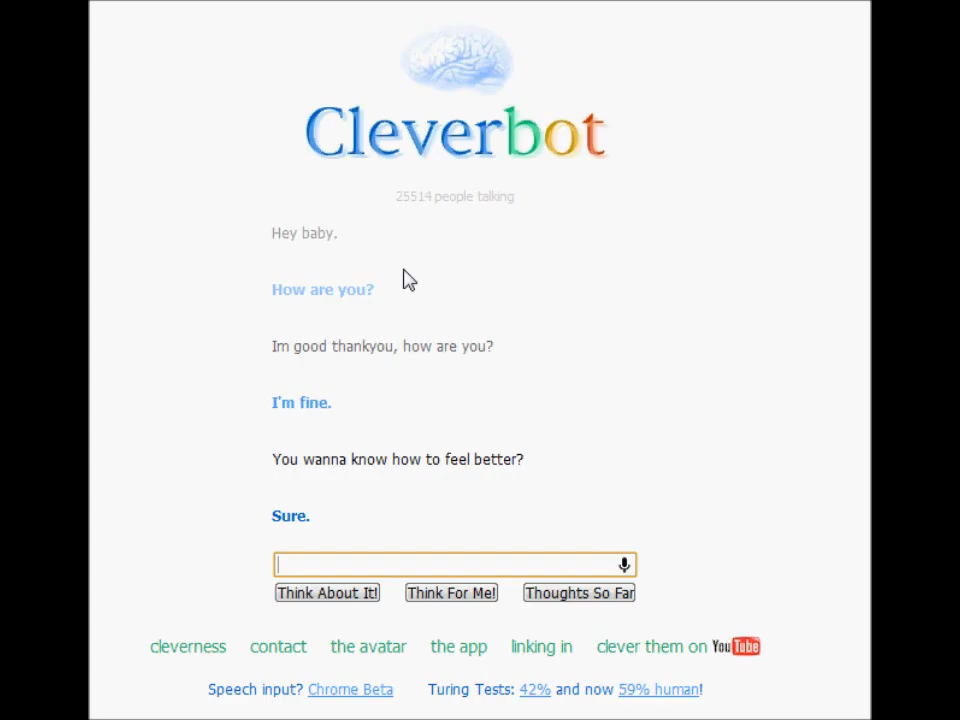 Cleverbot
25514 people talking
Hey baby.
How are you?
Im good thankyou, how are you?
I'm fine.
You wanna know how to feel better?
Sure.
Think About It! Think For Me! Thoughts So Far
cleverness contact the avatar the app linking in clever them on YouTube
Speech input? Chrome Beta Turing Tests: 42% and now 59% human!